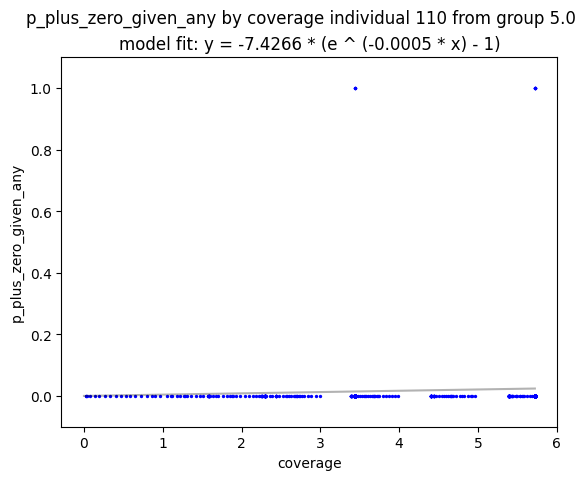 p_plus_zero_given_any by coverage individual 110 from group 5.0
model fit: y = -7.4266 * (e ^ (-0.0005 * x) - 1)
1.0
0.8
0.6
0.4
0.2
0.0
p_plus_zero_given_any
0 1 2 3 4 5 6
coverage